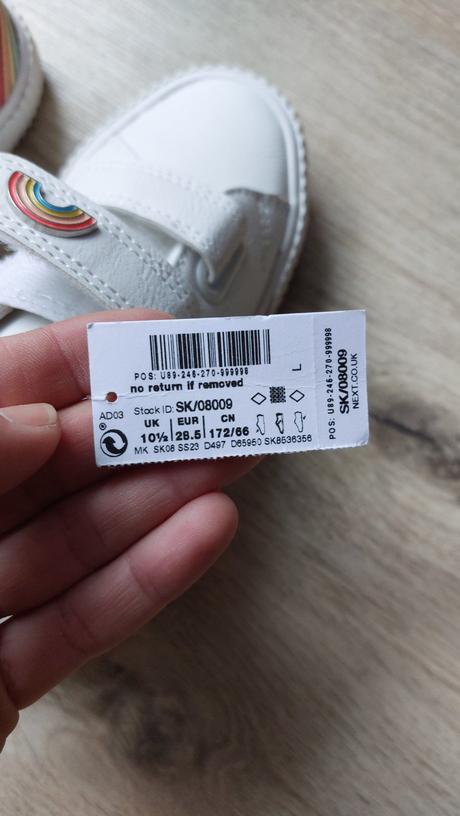 POS: U89-246-270-999998
no return if removed
L
AD03
Stock ID: SK/08009
UK EUR CN
10½ 28.5 172/66
MK SK08 SS23 D497 D65950 SK8536356
POS: U89-246-270-999998
SK/08009
NEXT.CO.UK